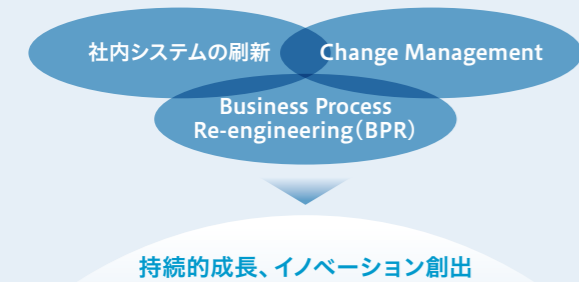 社内システムの刷新
Change Management
Business Process
Re-engineering（BPR）
持続的成長、イノベーション創出